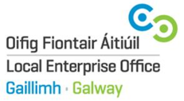 Oifig Fiontair Áitiúil
Local Enterprise Office
Gaillimh · Galway